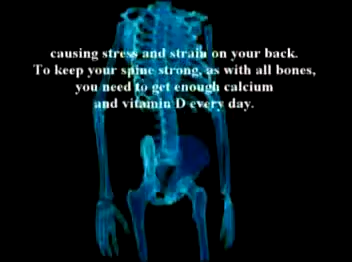 causing stress and strain on your back.
To keep your spine strong, as with all bones,
you need to get enough calcium
and vitamin D every day.